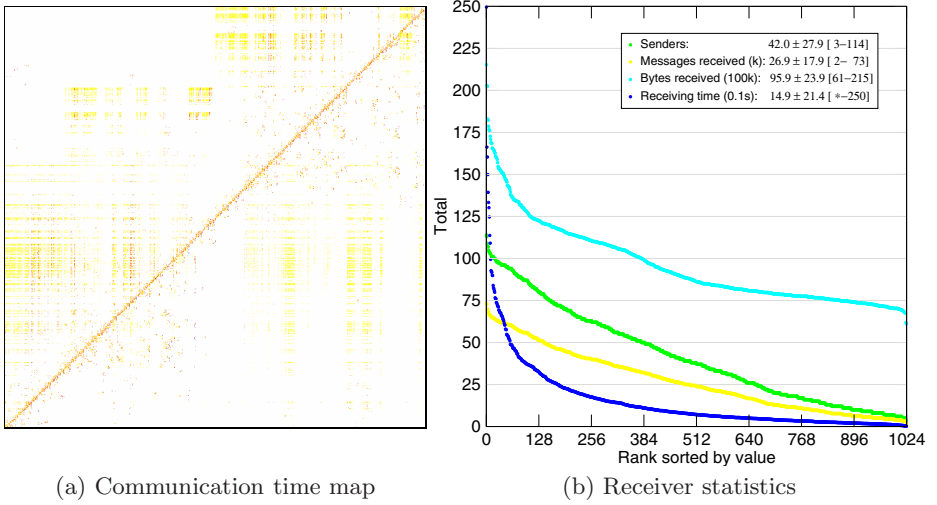 250
225
200
175
150
125
100
75
50
25
0
Total
Senders: 42.0 ± 27.9 [ 3–114]
Messages received (k): 26.9 ± 17.9 [ 2– 73]
Bytes received (100k): 95.9 ± 23.9 [61–215]
Receiving time (0.1s): 14.9 ± 21.4 [ *–250]
0 128 256 384 512 640 768 896 1024
Rank sorted by value
(a) Communication time map
(b) Receiver statistics